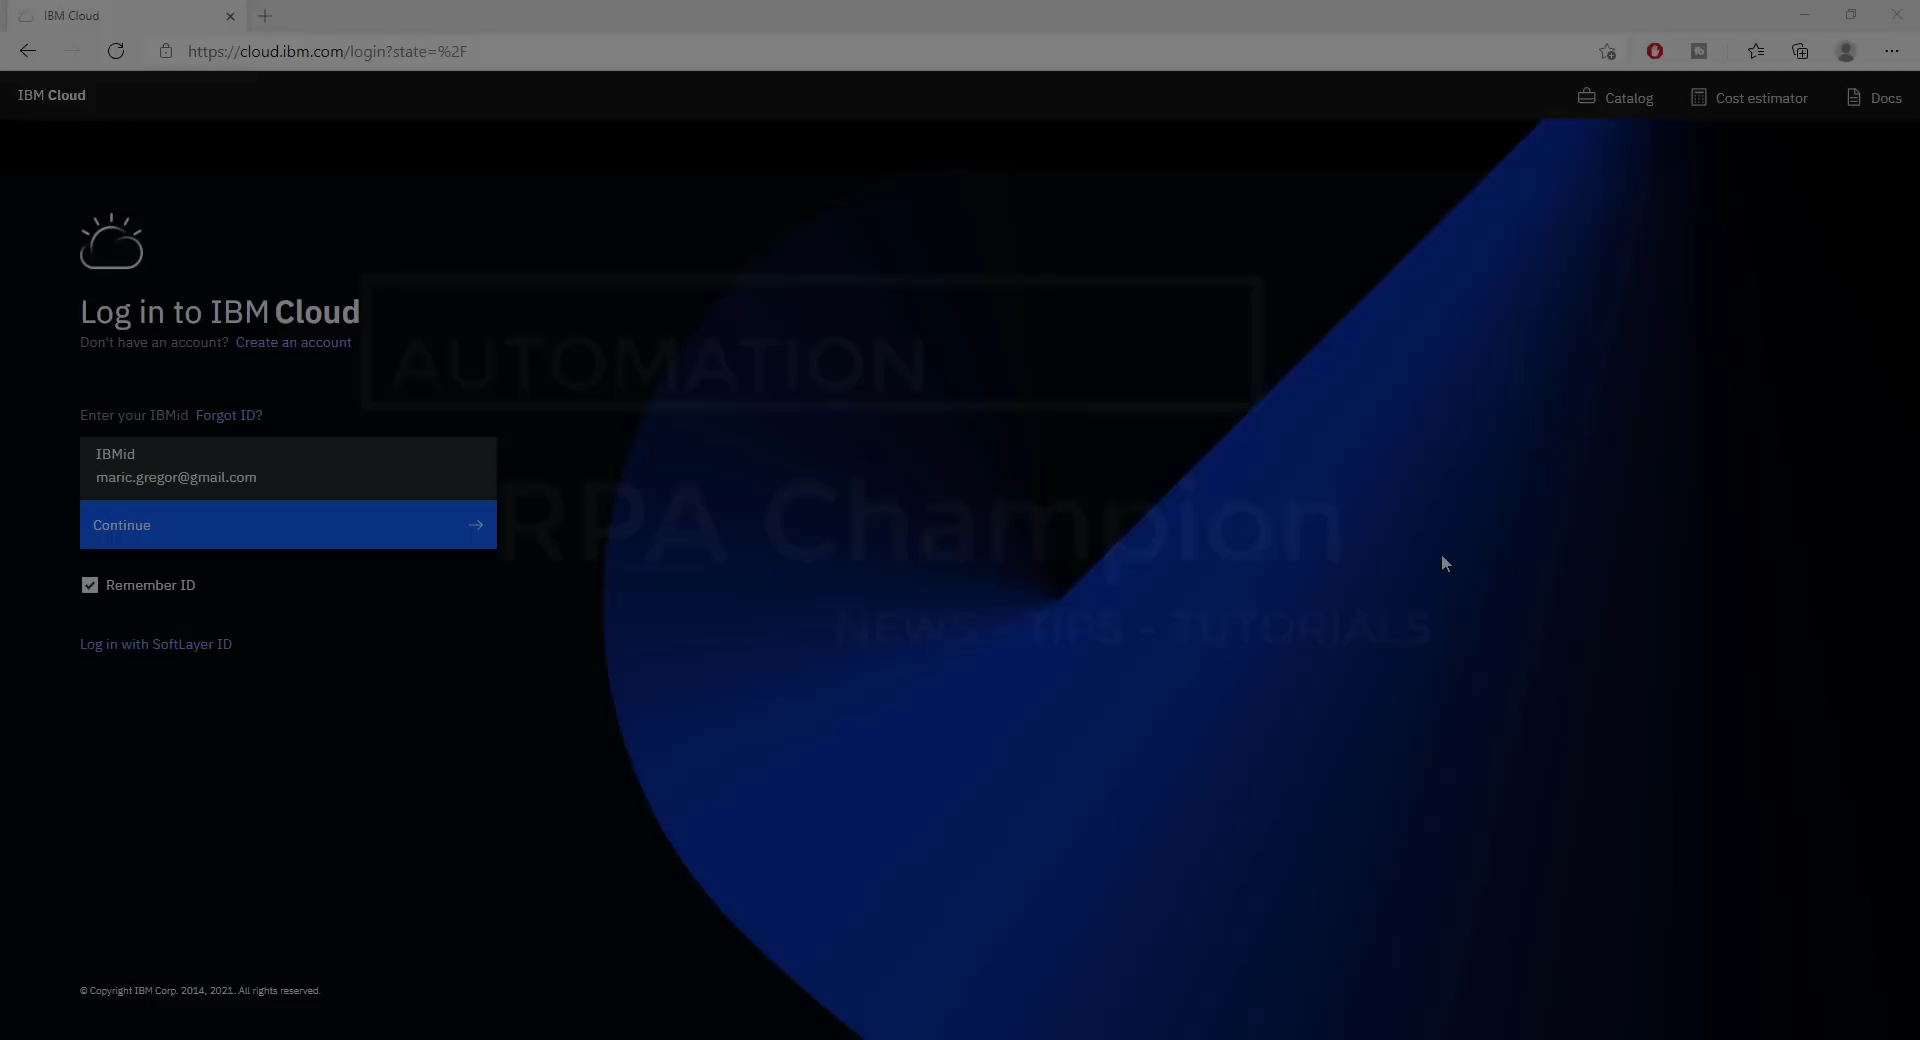 IBM Cloud
https://cloud.ibm.com/login?state=%2F
IBM Cloud
Catalog
Cost estimator
Docs
Log in to IBM Cloud
Don't have an account? Create an account
AUTOMATION
Enter your IBMid Forgot ID?
IBMid
maric.gregor@gmail.com
Continue
RPA Champion
Remember ID
NEWS - TIPS - TUTORIALS
Log in with SoftLayer ID
© Copyright IBM Corp. 2014, 2021. All rights reserved.